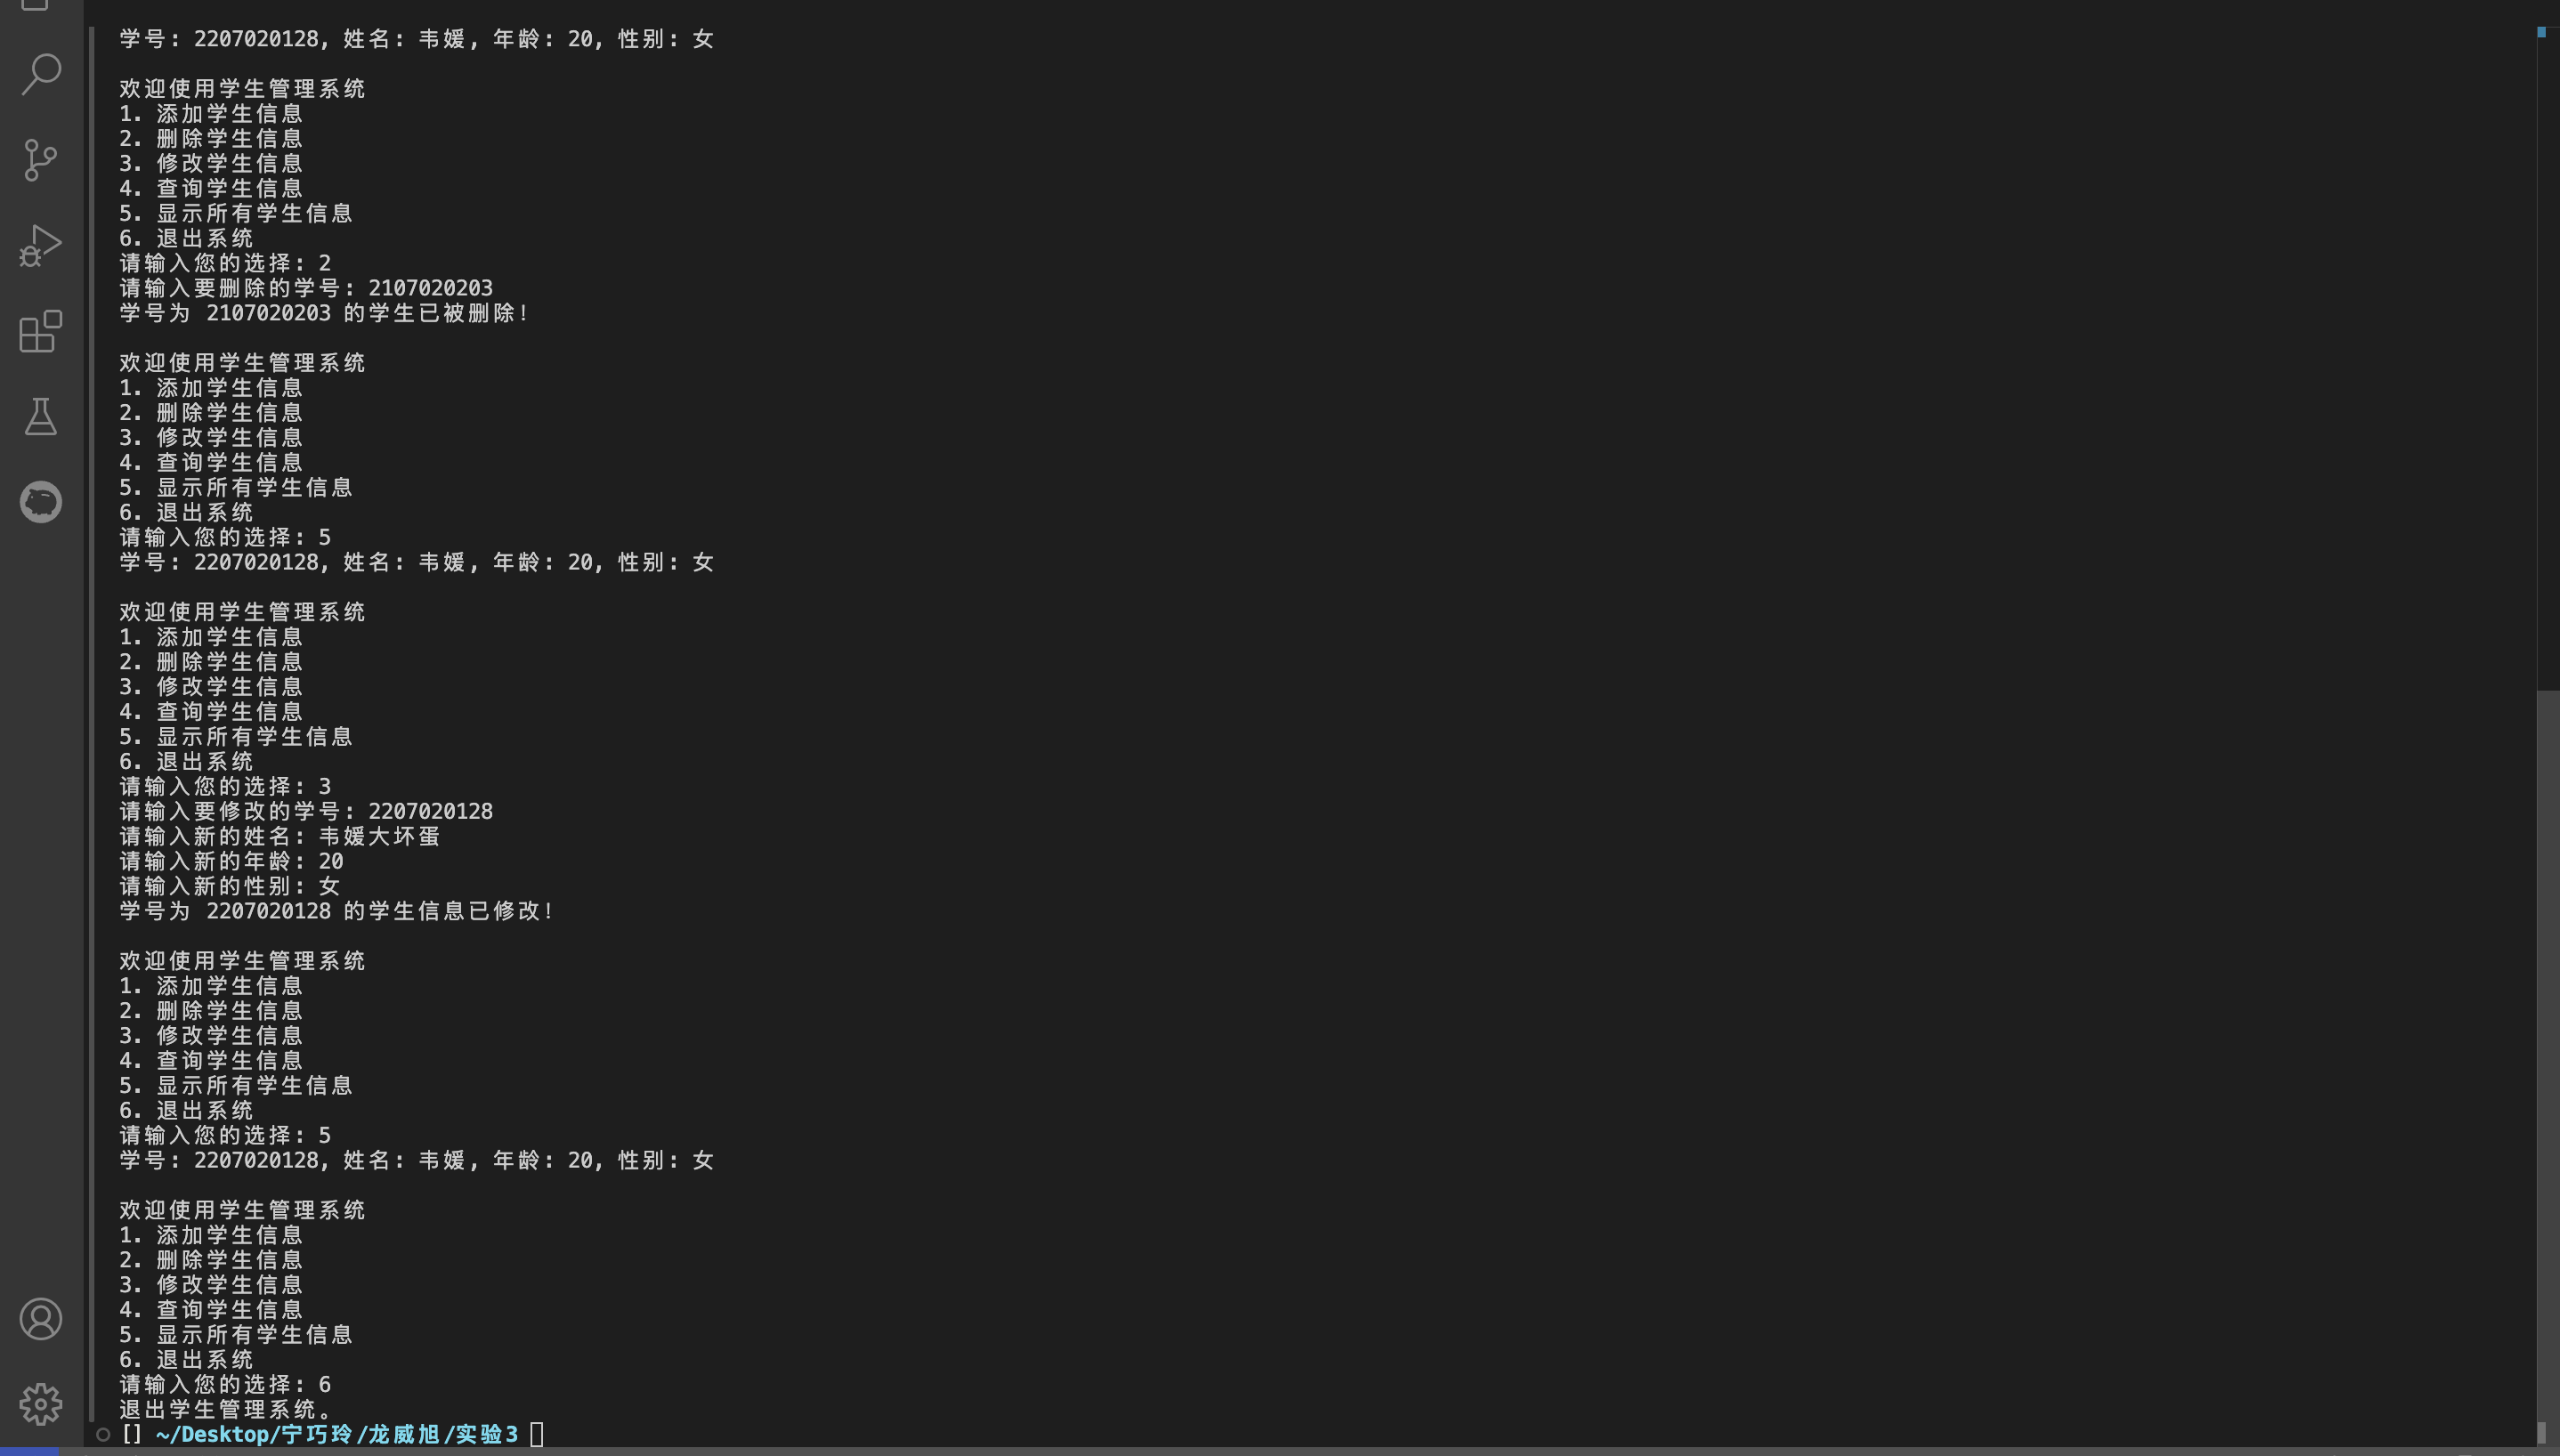 学号: 2207020128, 姓名: 韦媛, 年龄: 20, 性别: 女
欢迎使用学生管理系统
1. 添加学生信息
2. 删除学生信息
3. 修改学生信息
4. 查询学生信息
5. 显示所有学生信息
6. 退出系统
请输入您的选择: 2
请输入要删除的学号: 2107020203
学号为 2107020203 的学生已被删除!
欢迎使用学生管理系统
1. 添加学生信息
2. 删除学生信息
3. 修改学生信息
4. 查询学生信息
5. 显示所有学生信息
6. 退出系统
请输入您的选择: 5
学号: 2207020128, 姓名: 韦媛, 年龄: 20, 性别: 女
欢迎使用学生管理系统
1. 添加学生信息
2. 删除学生信息
3. 修改学生信息
4. 查询学生信息
5. 显示所有学生信息
6. 退出系统
请输入您的选择: 3
请输入要修改的学号: 2207020128
请输入新的姓名: 韦媛大坏蛋
请输入新的年龄: 20
请输入新的性别: 女
学号为 2207020128 的学生信息已修改!
欢迎使用学生管理系统
1. 添加学生信息
2. 删除学生信息
3. 修改学生信息
4. 查询学生信息
5. 显示所有学生信息
6. 退出系统
请输入您的选择: 5
学号: 2207020128, 姓名: 韦媛, 年龄: 20, 性别: 女
欢迎使用学生管理系统
1. 添加学生信息
2. 删除学生信息
3. 修改学生信息
4. 查询学生信息
5. 显示所有学生信息
6. 退出系统
请输入您的选择: 6
退出学生管理系统。
[] ~/Desktop/宁巧玲/龙威旭/实验3